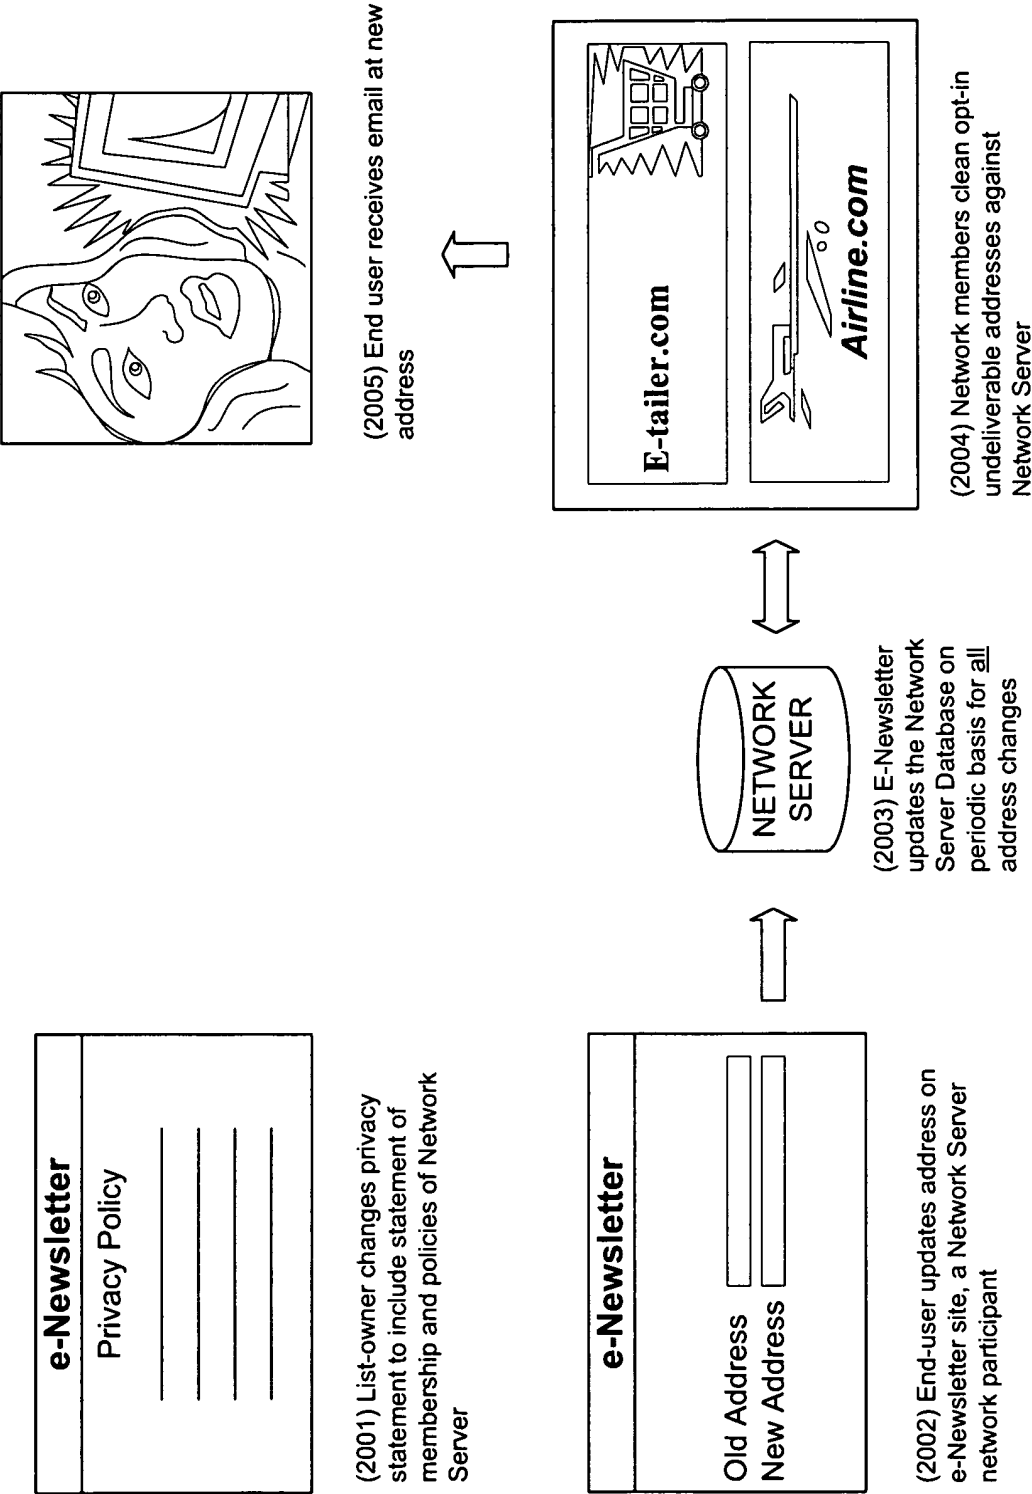 e-Newsletter
Privacy Policy
(2001) List-owner changes privacy
statement to include statement of
membership and policies of Network
Server
e-Newsletter
Old Address
New Address
(2002) End-user updates address on
e-Newsletter site, a Network Server
network participant
NETWORK
SERVER
(2003) E-Newsletter
updates the Network
Server Database on
periodic basis for all
address changes
E-tailer.com
Airline.com
(2004) Network members clean opt-in
undeliverable addresses against
Network Server
(2005) End user receives email at new
address